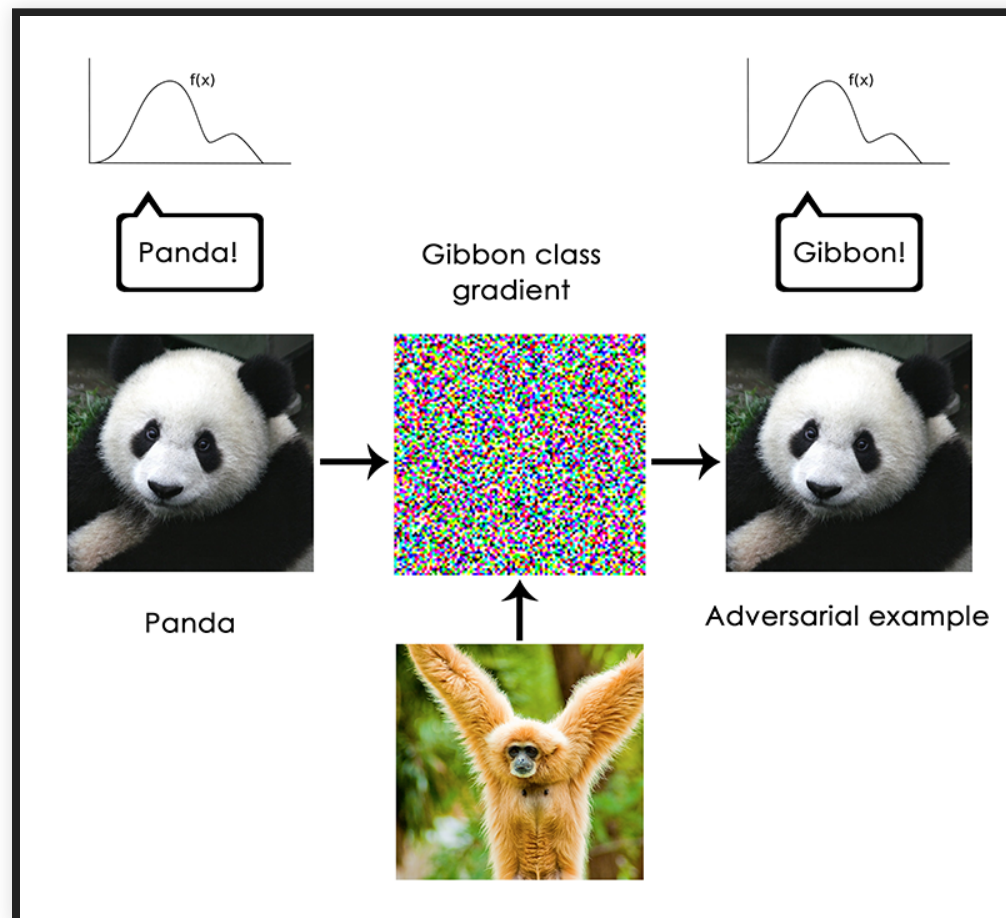 f(x)
f(x)
Panda!
Gibbon class
gradient
Gibbon!
Panda
Adversarial example